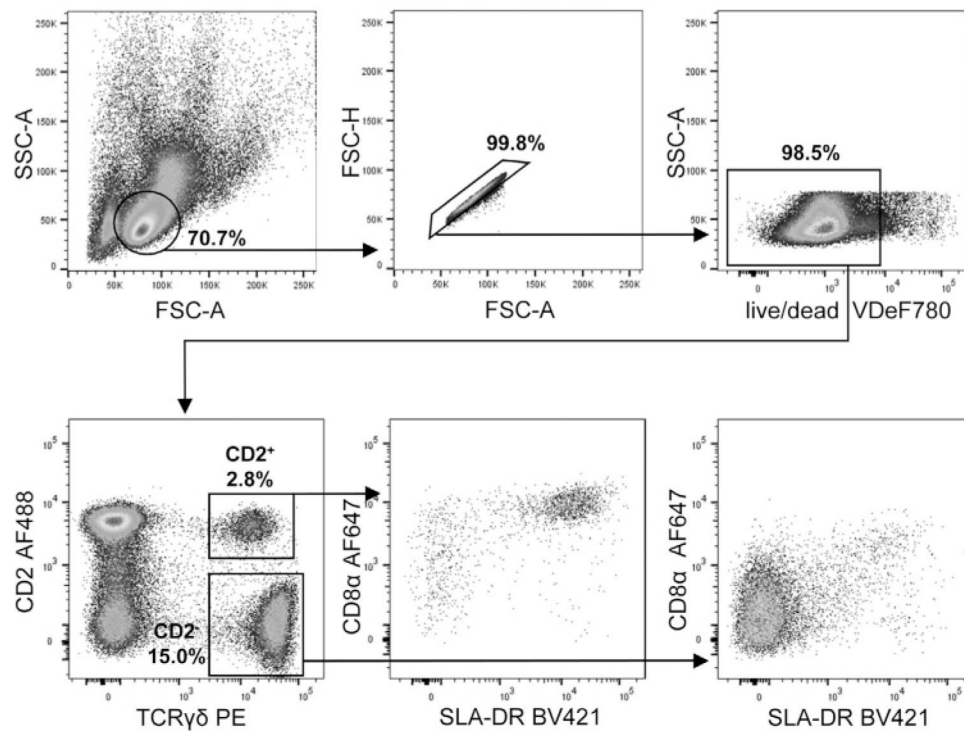 SSC-A
250K
200K
150K
100K
50K
0
70.7%
0 50K 100K 150K 200K 250K
FSC-A
FSC-H
250K
200K
150K
100K
50K
0
99.8%
0 50K 100K 150K 200K 250K
FSC-A
SSC-A
250K
200K
150K
100K
50K
0
98.5%
0 10³ 10⁴ 10⁵
live/dead VDeF780
CD2 AF488
10⁵
10⁴
10³
0
CD2⁺
2.8%
CD2⁻
15.0%
0 10³ 10⁴ 10⁵
TCRγδ PE
CD8α AF647
10⁵
10⁴
10³
0
0 10³ 10⁴ 10⁵
SLA-DR BV421
CD8α AF647
10⁵
10⁴
10³
0
0 10³ 10⁴ 10⁵
SLA-DR BV421